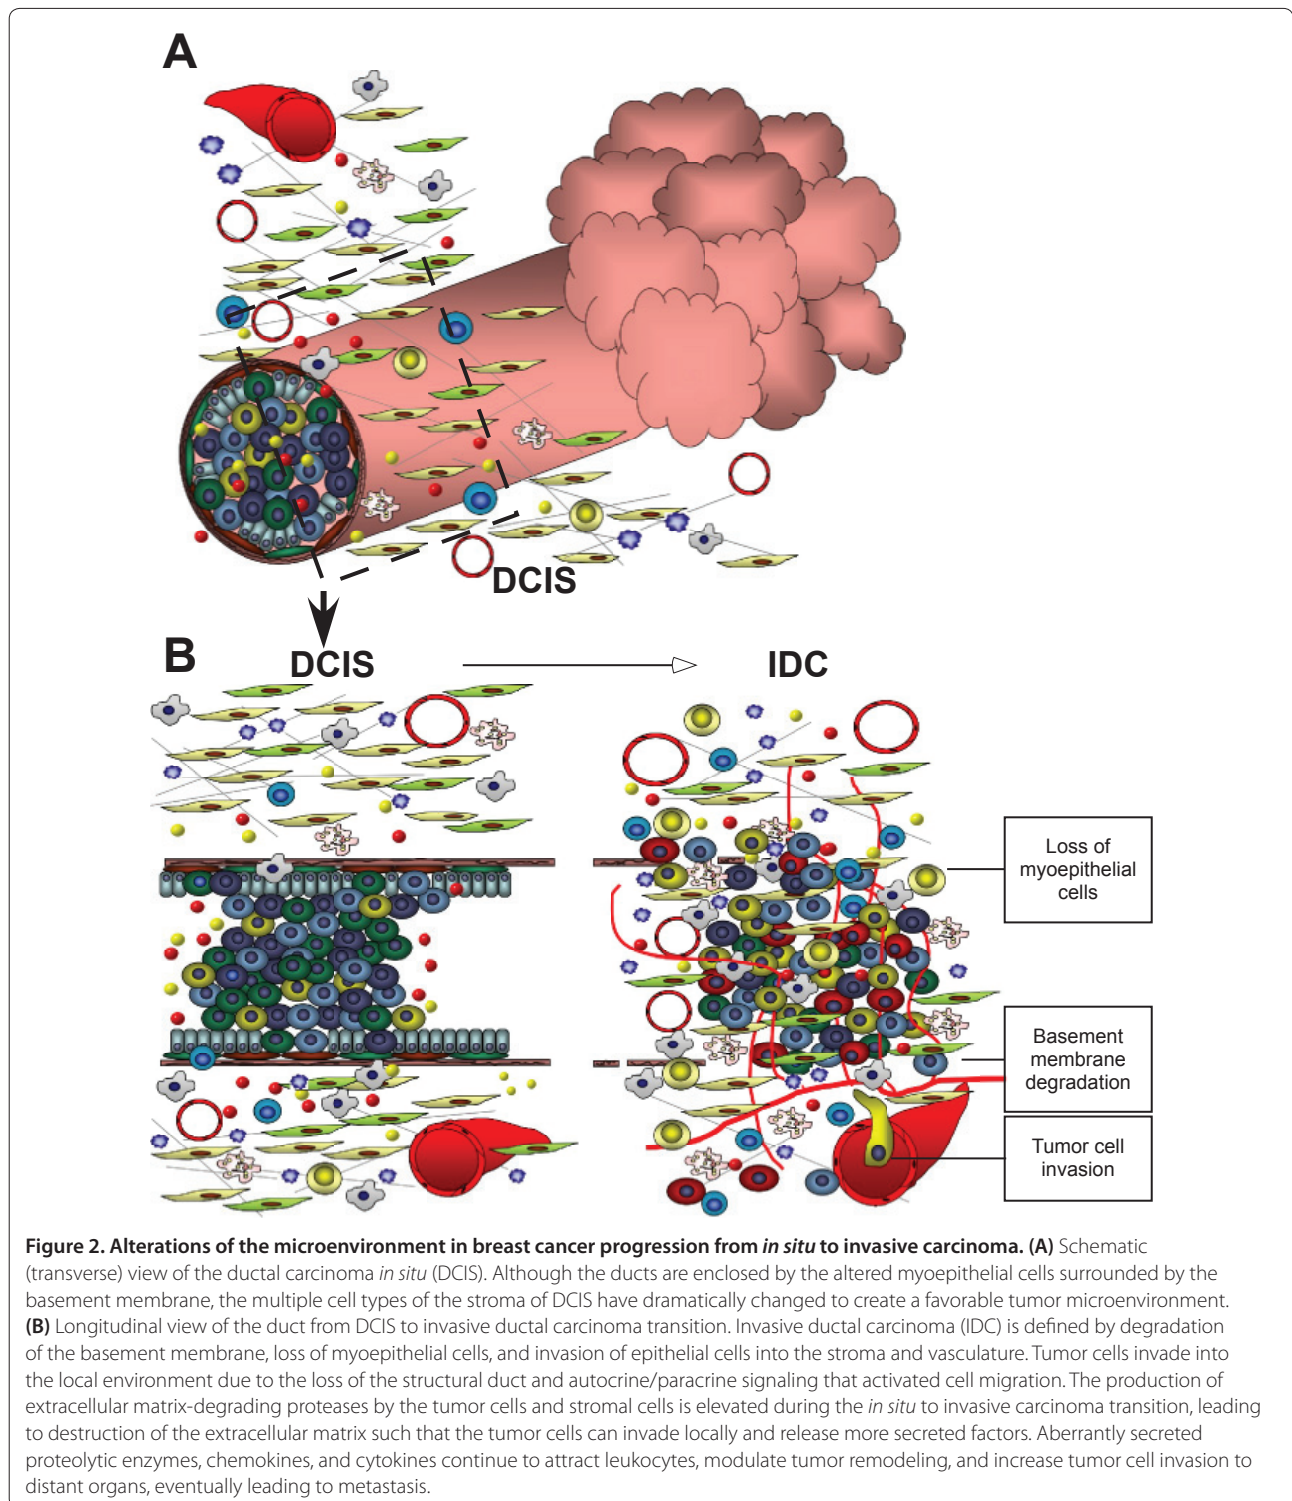 A
DCIS
B
DCIS
IDC
Loss of
myoepithelial
cells
Basement
membrane
degradation
Tumor cell
invasion
Figure 2. Alterations of the microenvironment in breast cancer progression from in situ to invasive carcinoma. (A) Schematic
(transverse) view of the ductal carcinoma in situ (DCIS). Although the ducts are enclosed by the altered myoepithelial cells surrounded by the
basement membrane, the multiple cell types of the stroma of DCIS have dramatically changed to create a favorable tumor microenvironment.
(B) Longitudinal view of the duct from DCIS to invasive ductal carcinoma transition. Invasive ductal carcinoma (IDC) is defined by degradation
of the basement membrane, loss of myoepithelial cells, and invasion of epithelial cells into the stroma and vasculature. Tumor cells invade into
the local environment due to the loss of the structural duct and autocrine/paracrine signaling that activated cell migration. The production of
extracellular matrix-degrading proteases by the tumor cells and stromal cells is elevated during the in situ to invasive carcinoma transition, leading
to destruction of the extracellular matrix such that the tumor cells can invade locally and release more secreted factors. Aberrantly secreted
proteolytic enzymes, chemokines, and cytokines continue to attract leukocytes, modulate tumor remodeling, and increase tumor cell invasion to
distant organs, eventually leading to metastasis.